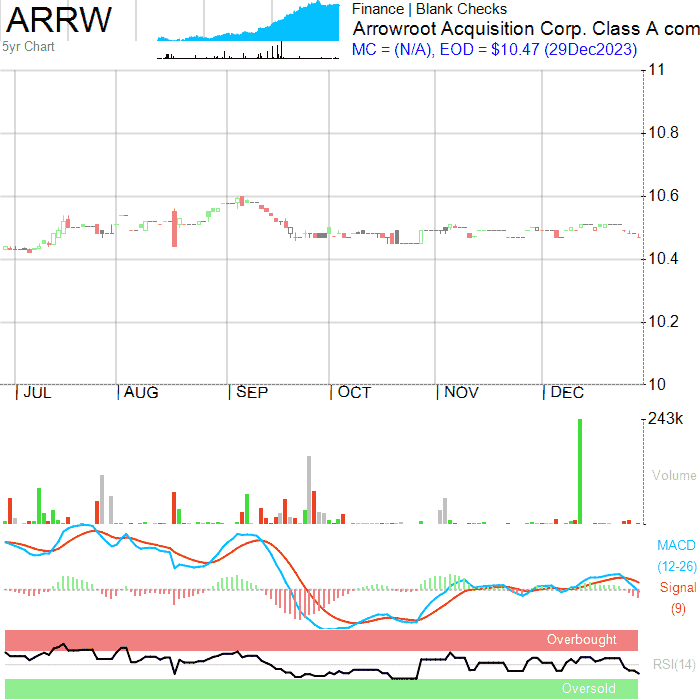 ARRW
5yr Chart
Finance | Blank Checks
Arrowroot Acquisition Corp. Class A com
MC = (N/A), EOD = $10.47 (29Dec2023)
11
10.8
10.6
10.4
10.2
10
JUL AUG SEP OCT NOV DEC
243k
Volume
MACD
(12-26)
Signal
(9)
Overbought
RSI(14)
Oversold